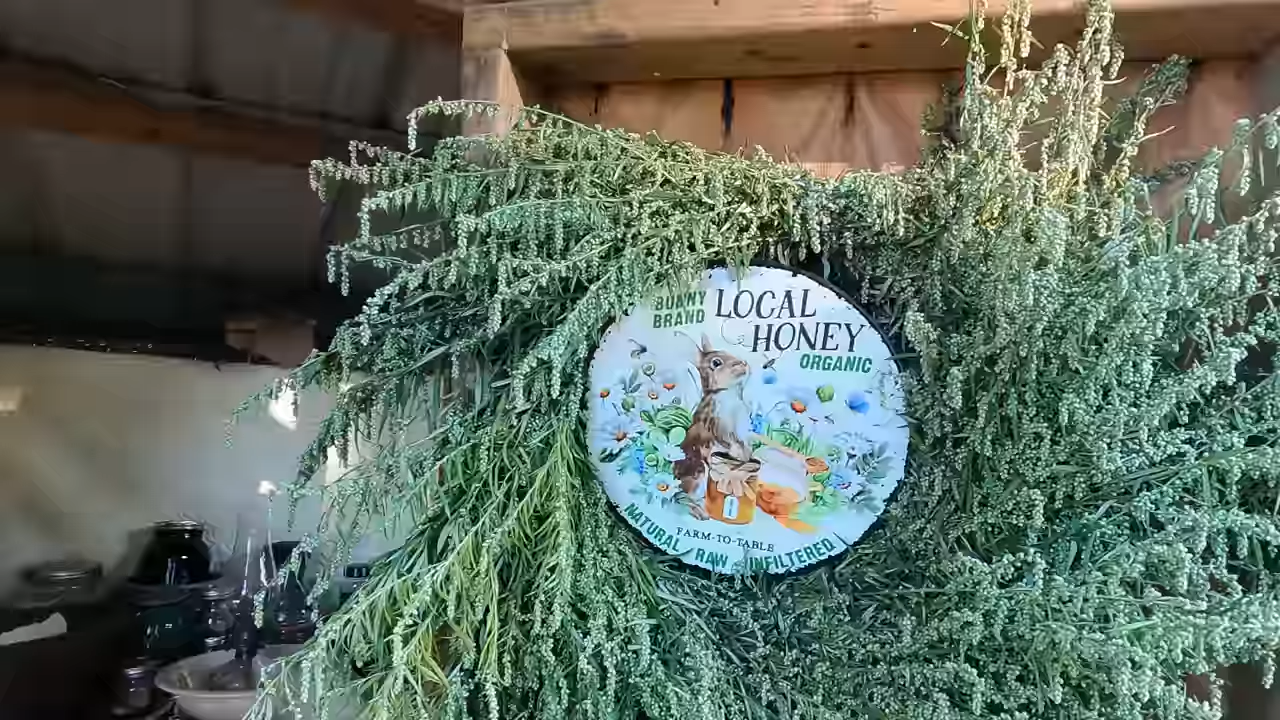 BUNNY
BRAND
LOCAL
HONEY
ORGANIC
FARM-TO-TABLE
NATURAL / RAW / UNFILTERED